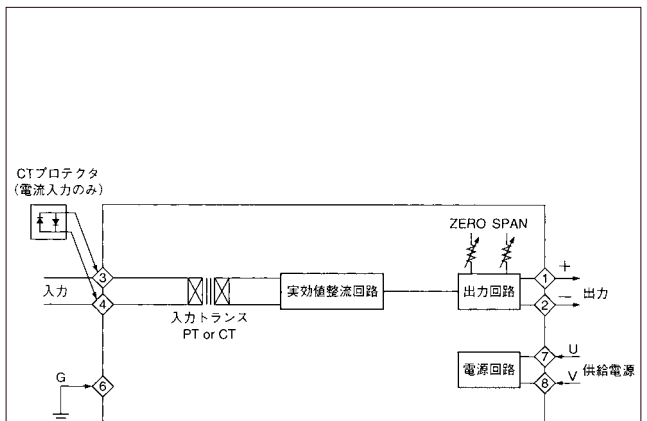 CTプロテクタ
(電流入力のみ)
ZERO SPAN
3
入力
4
入力トランス
PT or CT
実効値整流回路
出力回路
1
+
2
−
出力
電源回路
7
U
8
V
供給電源
G
6